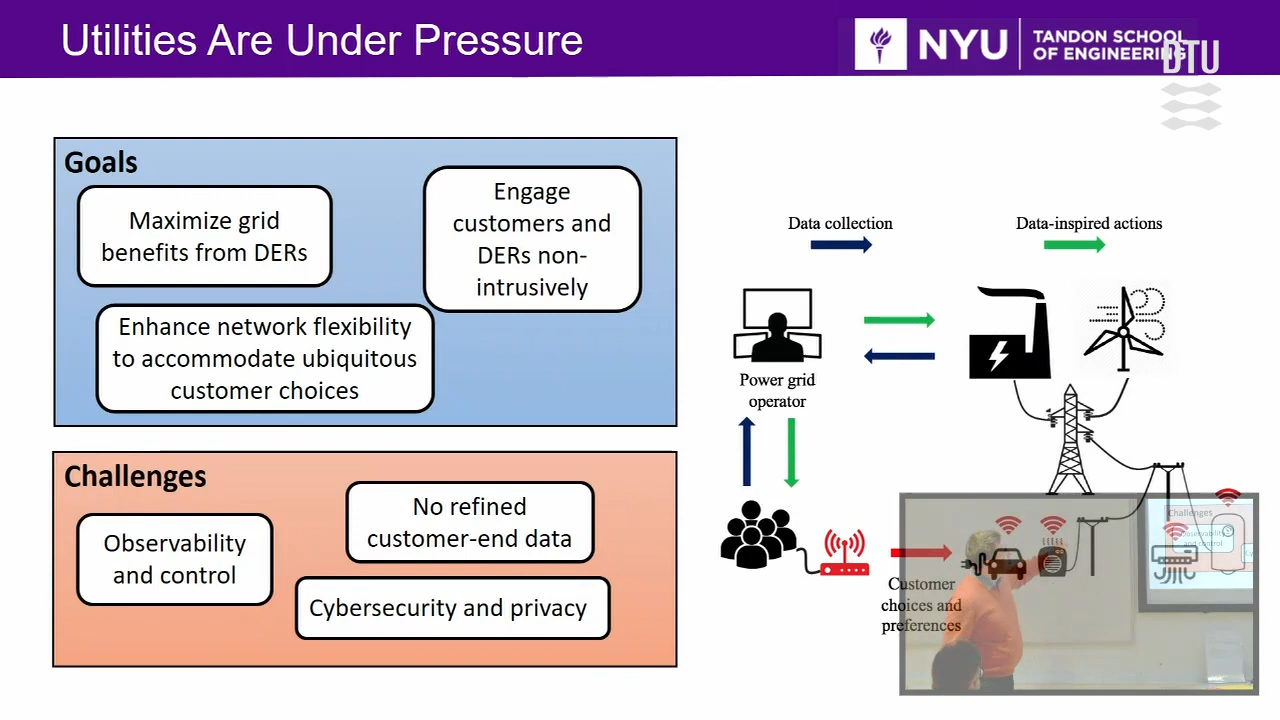 Utilities Are Under Pressure
NYU
TANDON SCHOOL
OF ENGINEERING
DTU
Goals
Maximize grid
benefits from DERs
Engage
customers and
DERs non-
intrusively
Enhance network flexibility
to accommodate ubiquitous
customer choices
Challenges
Observability
and control
No refined
customer-end data
Cybersecurity and privacy
Data collection
Data-inspired actions
Power grid
operator
Customer
choices and
preferences
Challenges